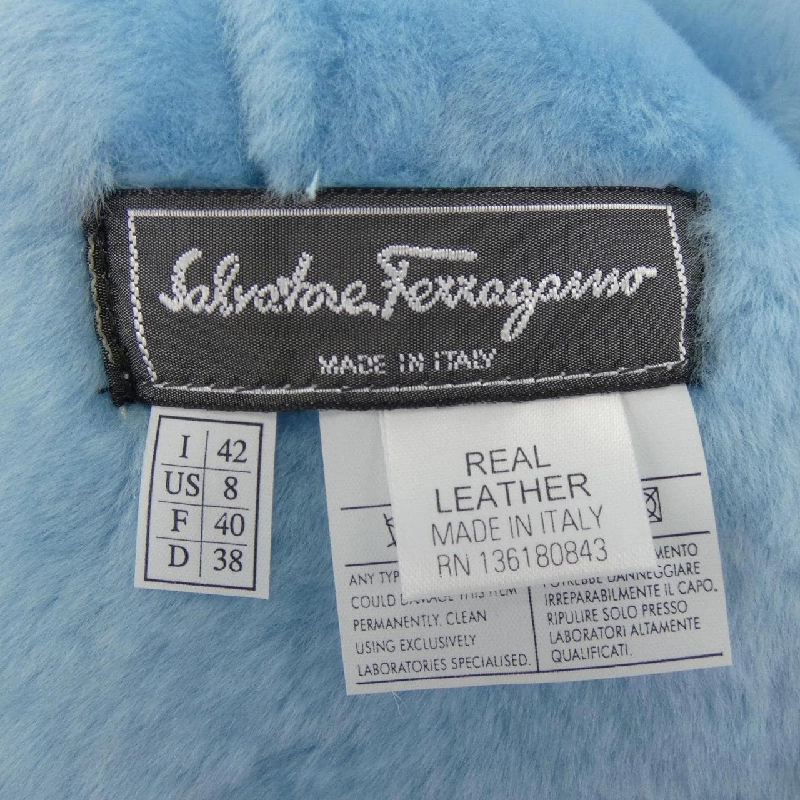 Salvatore Ferragamo
MADE IN ITALY
I 42
US 8
F 40
D 38
REAL
LEATHER
MADE IN ITALY
RN 136180843
ANY TYP
COULD DAMAGE THIS ITEM
PERMANENTLY. CLEAN
USING EXCLUSIVELY
LABORATORIES SPECIALISED.
MENTO
POTREBBE DANNEGGIARE
IRREPARABILMENTE IL CAPO.
RIPULIRE SOLO PRESSO
LABORATORI ALTAMENTE
QUALIFICATI.